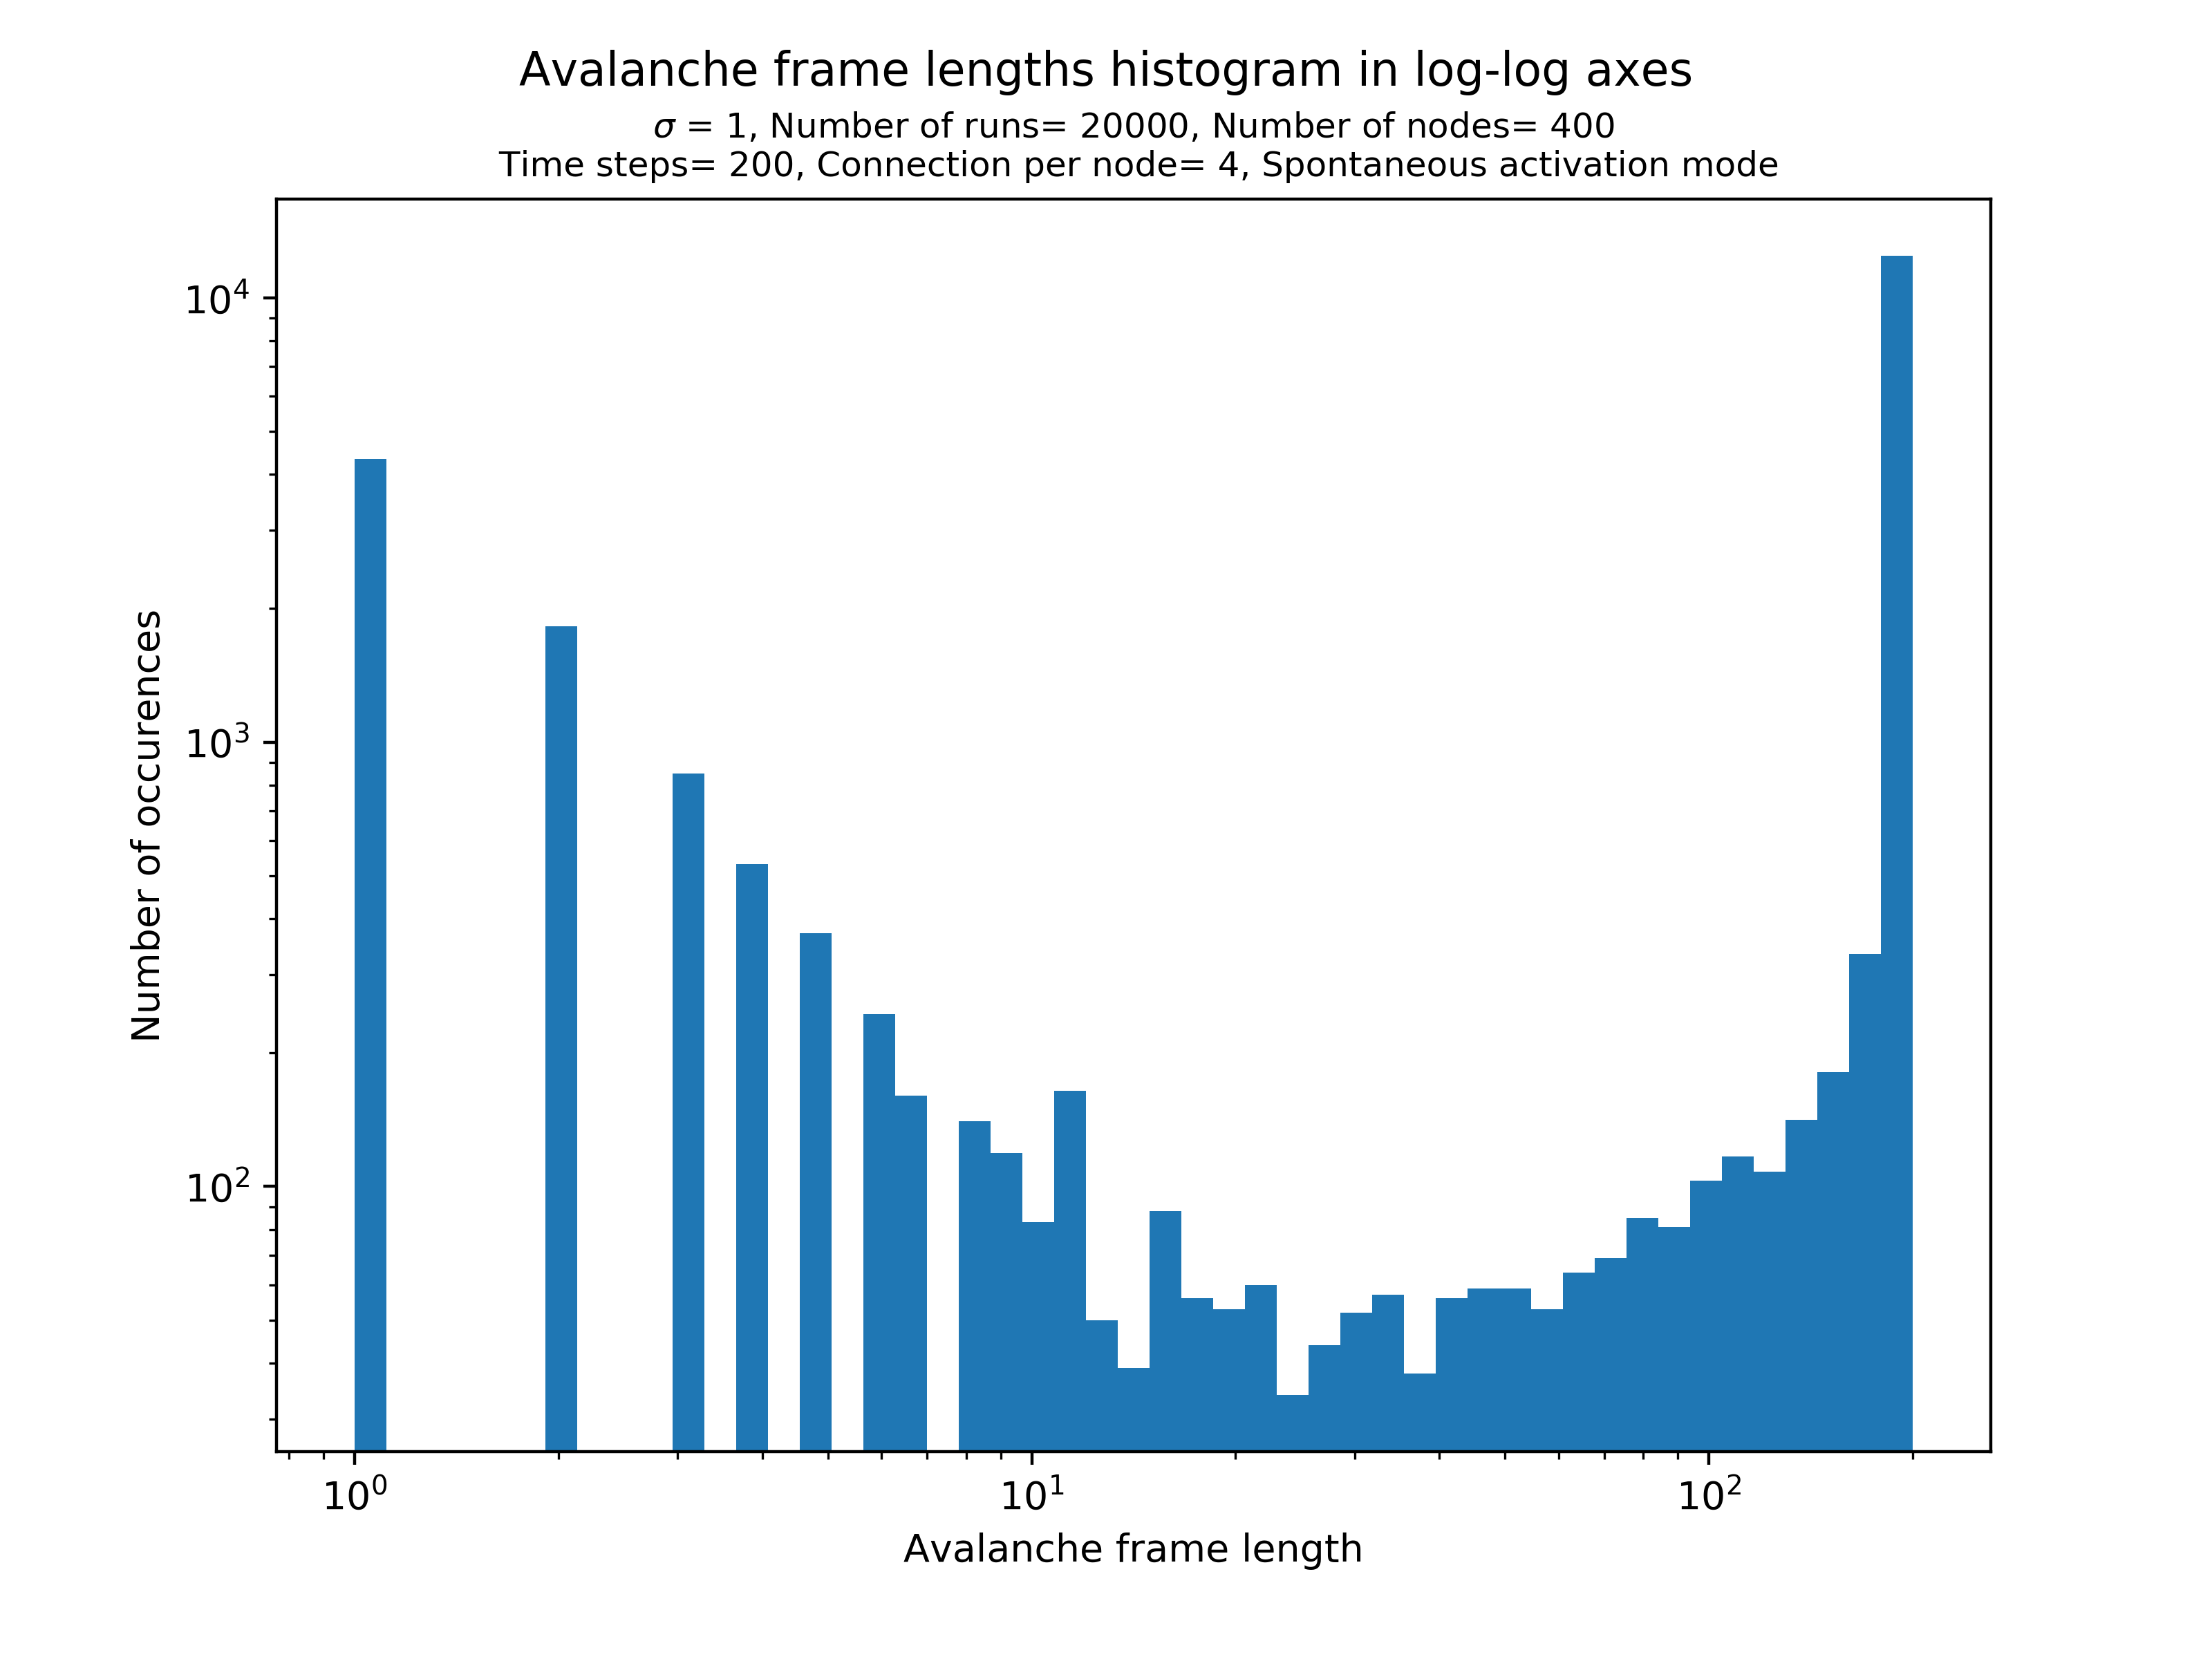 Avalanche frame lengths histogram in log-log axes
σ = 1, Number of runs= 20000, Number of nodes= 400
Time steps= 200, Connection per node= 4, Spontaneous activation mode
Number of occurences
10⁴
10³
10²
10⁰ 10¹ 10²
Avalanche frame length